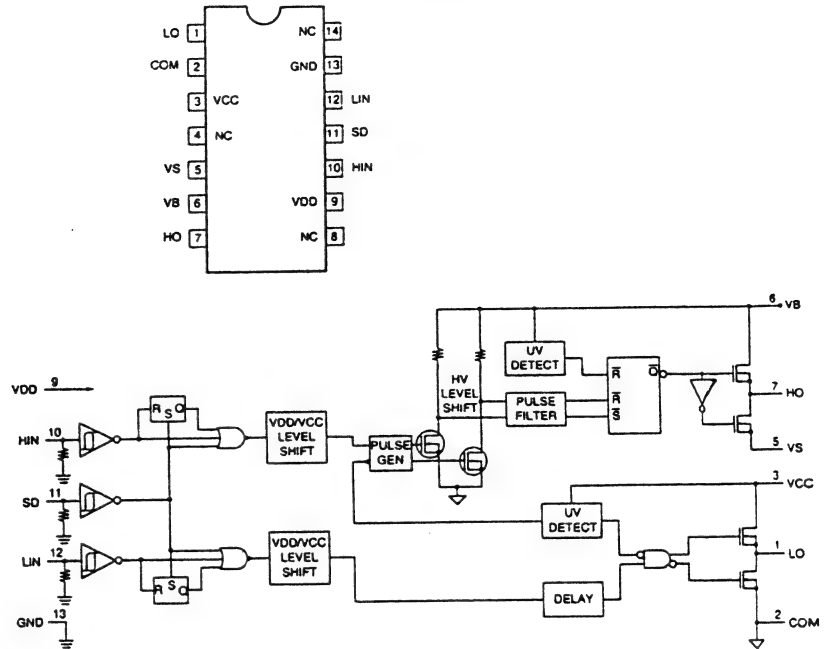 LO 1 NC 14
COM 2 GND 13
3 VCC 12 LIN
4 NC 11 SD
VS 5 10 HIN
VB 6 VDD 9
HO 7 NC 8
6 VB
UV
DETECT
R
Q
7 HO
HV
LEVEL
SHIFT
PULSE
FILTER
R
S
5 VS
VDD 9
HIN 10
R S Q
VDD/VCC
LEVEL
SHIFT
PULSE
GEN
SD 11
3 VCC
UV
DETECT
LIN 12
R S Q
VDD/VCC
LEVEL
SHIFT
DELAY
1 LO
GND 13
2 COM